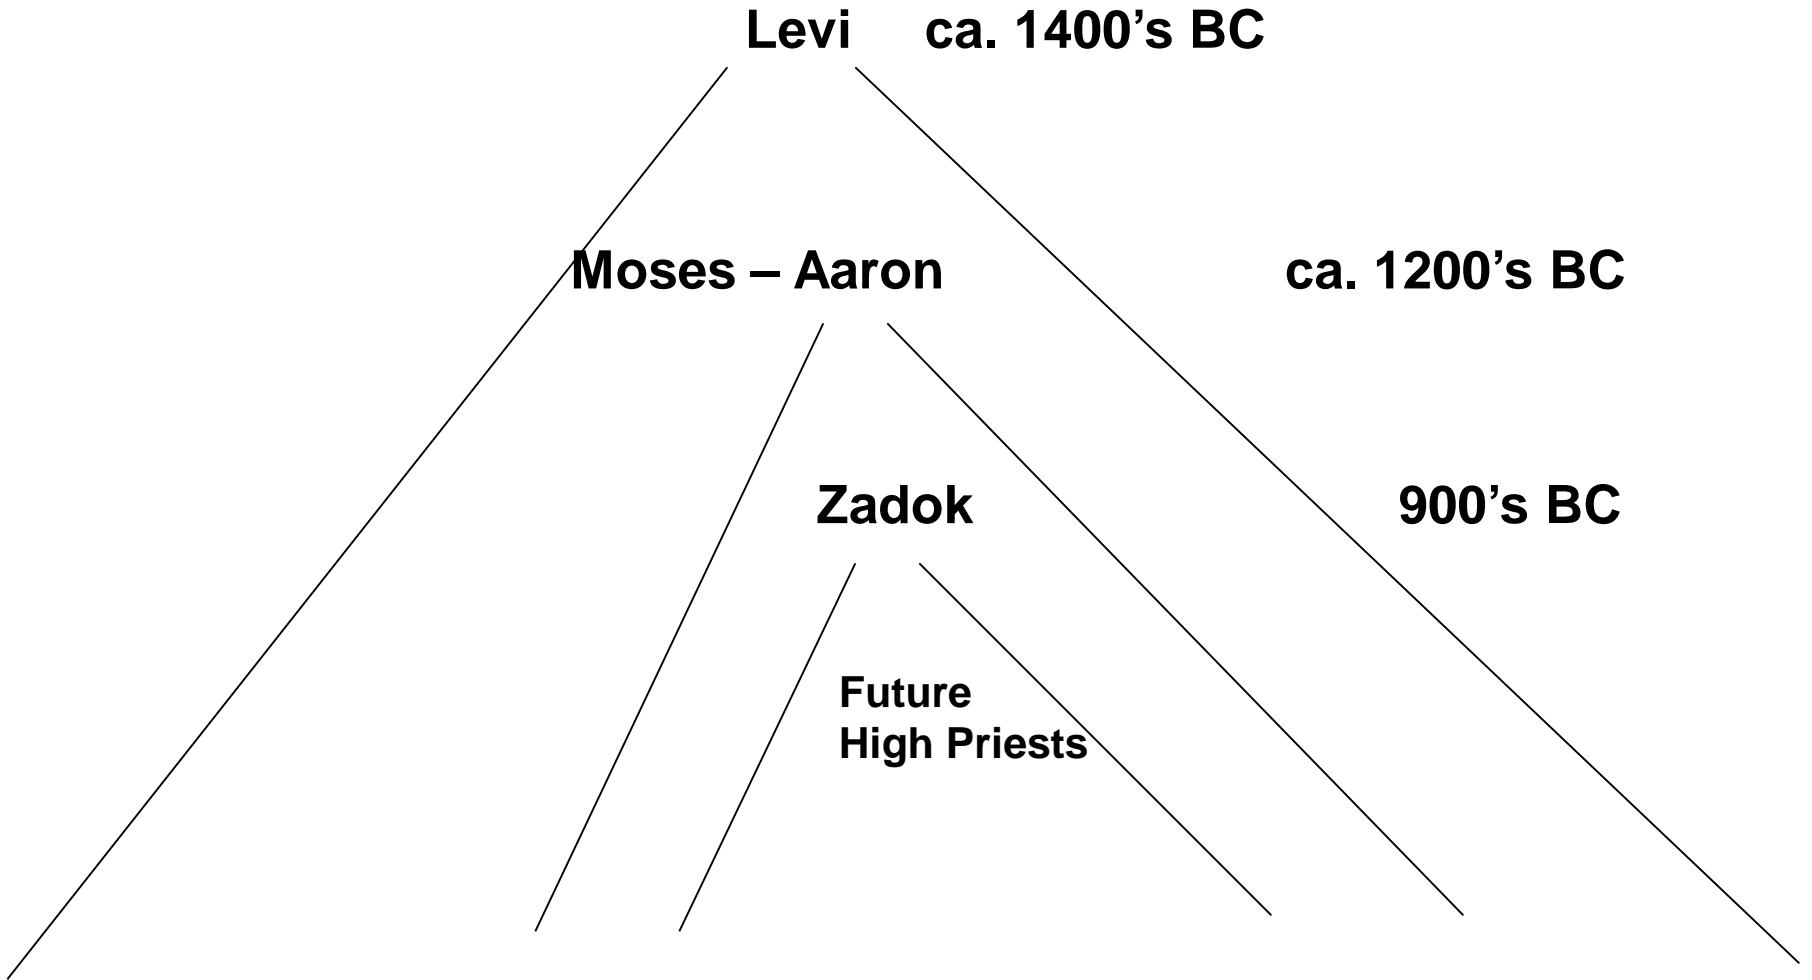 Levi ca. 1400’s BC
Moses – Aaron ca. 1200’s BC
Zadok 900’s BC
Future
High Priests